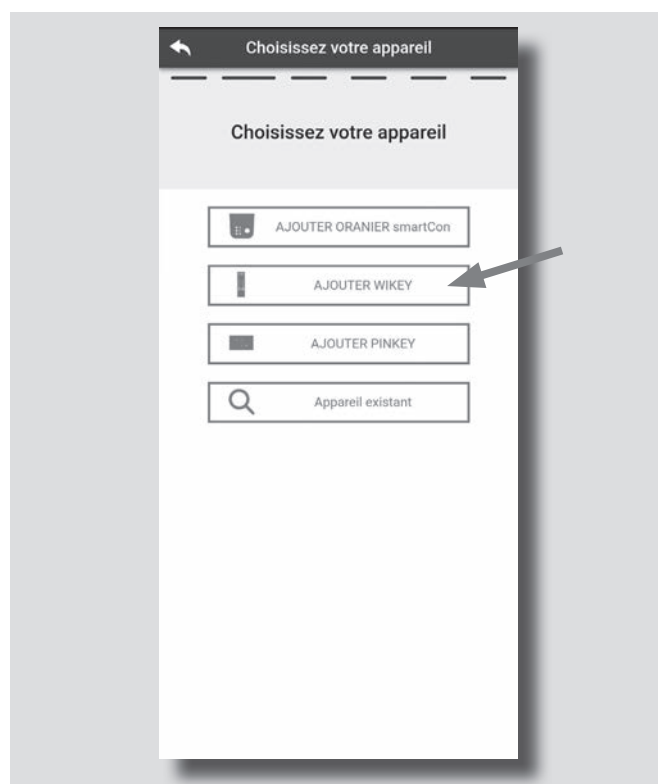 Choisissez votre appareil
Choisissez votre appareil
AJOUTER ORANIER smartCon
AJOUTER WIKEY
AJOUTER PINKEY
Appareil existant